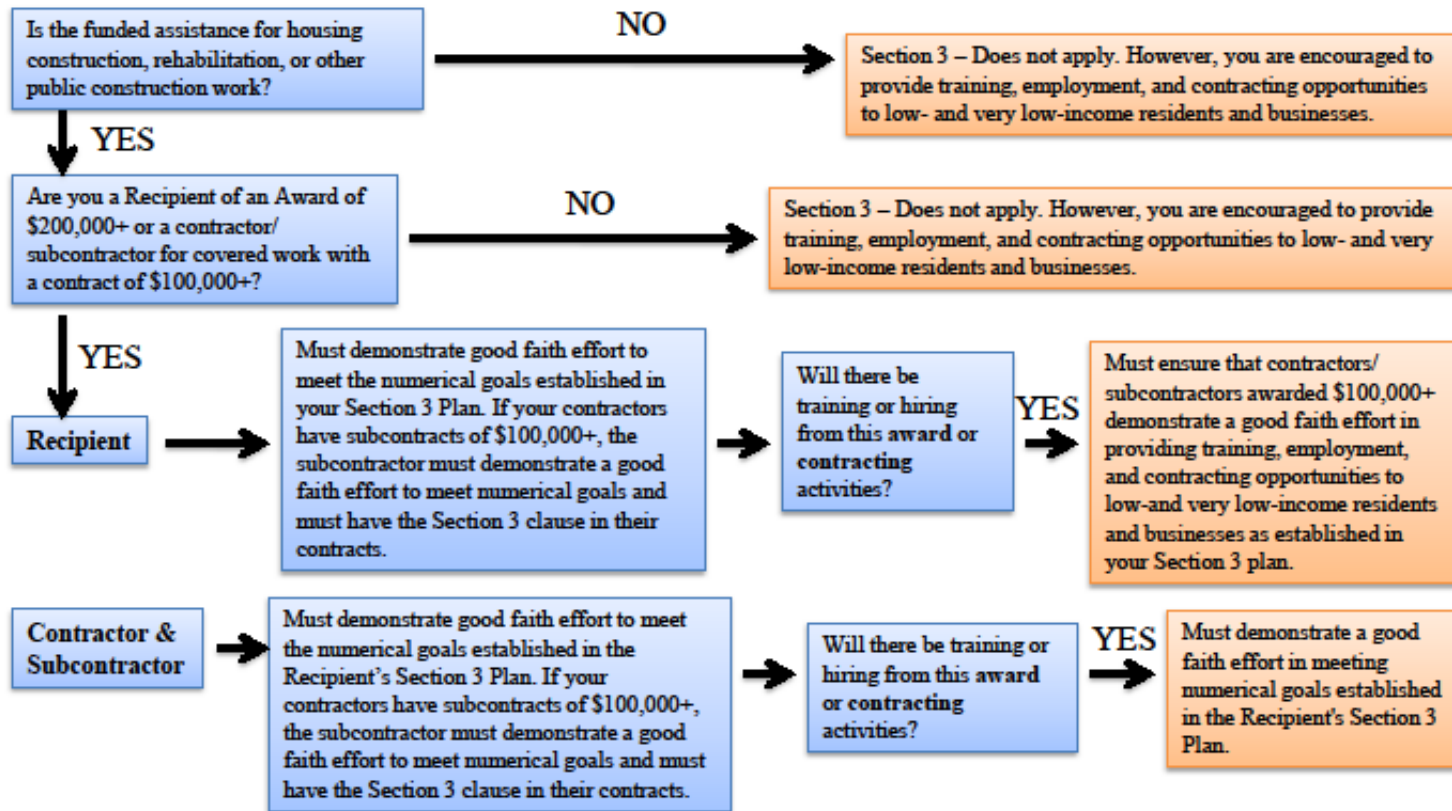 Is the funded assistance for housing
construction, rehabilitation, or other
public construction work?
NO
Section 3 – Does not apply. However, you are encouraged to
provide training, employment, and contracting opportunities
to low- and very low-income residents and businesses.
YES
Are you a Recipient of an Award of
$200,000+ or a contractor/
subcontractor for covered work with
a contract of $100,000+?
NO
Section 3 – Does not apply. However, you are encouraged to provide
training, employment, and contracting opportunities to low- and very
low-income residents and businesses.
YES
Recipient
Must demonstrate good faith effort to
meet the numerical goals established in
your Section 3 Plan. If your contractors
have subcontracts of $100,000+, the
subcontractor must demonstrate a good
faith effort to meet numerical goals and
must have the Section 3 clause in their
contracts.
Will there be
training or hiring
from this award or
contracting
activities?
YES
Must ensure that contractors/
subcontractors awarded $100,000+
demonstrate a good faith effort in
providing training, employment,
and contracting opportunities to
low-and very low-income residents
and businesses as established in
your Section 3 plan.
Contractor &
Subcontractor
Must demonstrate good faith effort to meet
the numerical goals established in the
Recipient's Section 3 Plan. If your
contractors have subcontracts of $100,000+,
the subcontractor must demonstrate a good
faith effort to meet numerical goals and must
have the Section 3 clause in their contracts.
Will there be training or
hiring from this award
or contracting
activities?
YES
Must demonstrate a good
faith effort in meeting
numerical goals established
in the Recipient's Section 3
Plan.